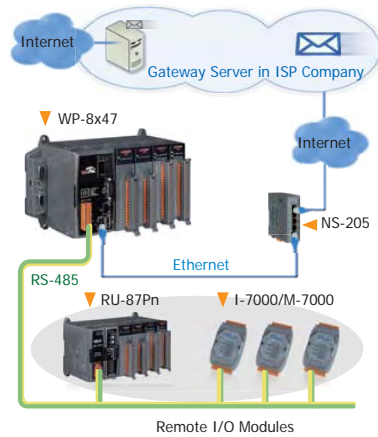 Internet
Gateway Server in ISP Company
WP-8x47
Internet
NS-205
Ethernet
RS-485
RU-87Pn
I-7000/M-7000
Remote I/O Modules